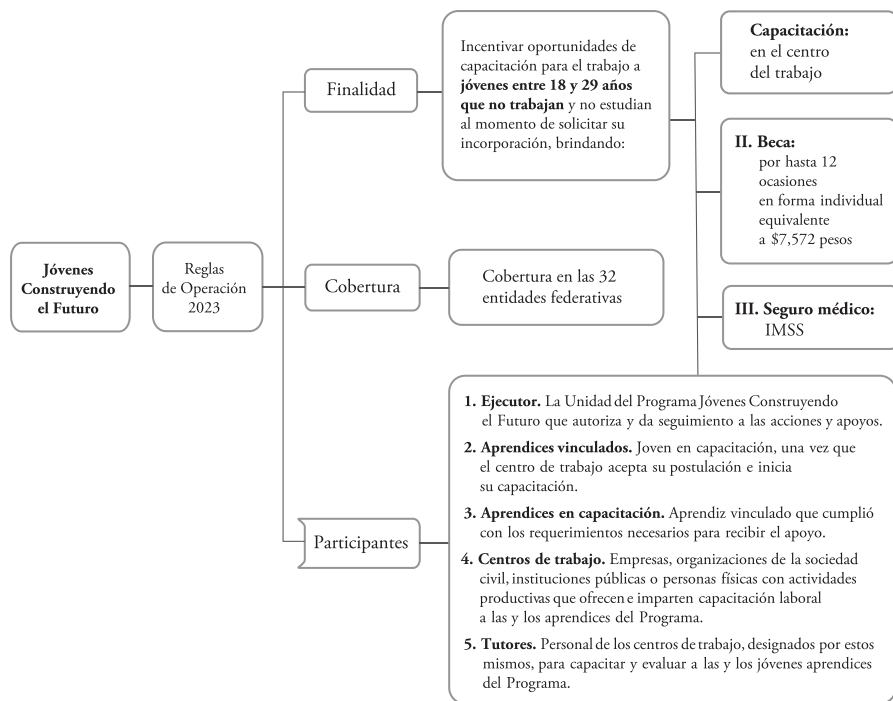 Jóvenes
Construyendo
el Futuro
Reglas
de Operación
2023
Finalidad
Incentivar oportunidades de
capacitación para el trabajo a
jóvenes entre 18 y 29 años
que no trabajan y no estudian
al momento de solicitar su
incorporación, brindando:
Capacitación:
en el centro
del trabajo
II. Beca:
por hasta 12
ocasiones
en forma individual
equivalente
a $7,572 pesos
III. Seguro médico:
IMSS
Cobertura
Cobertura en las 32
entidades federativas
Participantes
1. Ejecutor. La Unidad del Programa Jóvenes Construyendo
el Futuro que autoriza y da seguimiento a las acciones y apoyos.
2. Aprendices vinculados. Joven en capacitación, una vez que
el centro de trabajo acepta su postulación e inicia
su capacitación.
3. Aprendices en capacitación. Aprendiz vinculado que cumplió
con los requerimientos necesarios para recibir el apoyo.
4. Centros de trabajo. Empresas, organizaciones de la sociedad
civil, instituciones públicas o personas físicas con actividades
productivas que ofrecen e imparten capacitación laboral
a las y los aprendices del Programa.
5. Tutores. Personal de los centros de trabajo, designados por estos
mismos, para capacitar y evaluar a las y los jóvenes aprendices
del Programa.